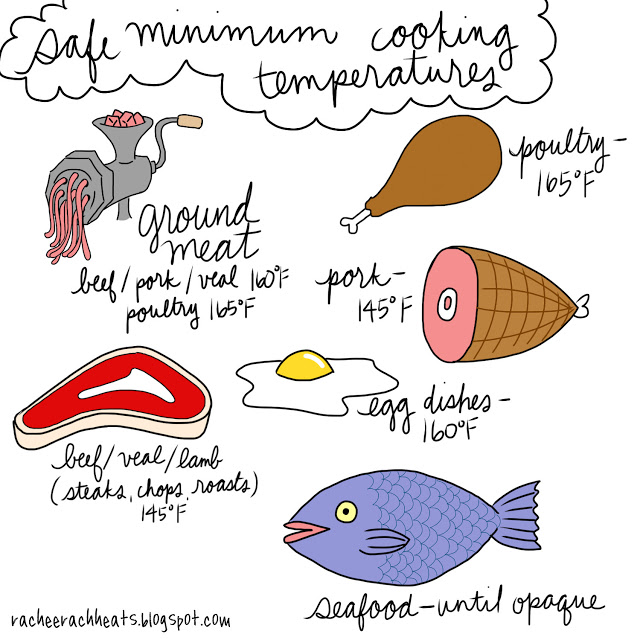 safe minimum cooking
temperatures
poultry-
165°F
ground
meat
beef/pork/veal 160°F
poultry 165°F
pork-
145°F
egg dishes-
160°F
beef/veal/lamb
(steaks, chops, roasts)
145°F
seafood-until opaque
racheerachheats.blogspot.com